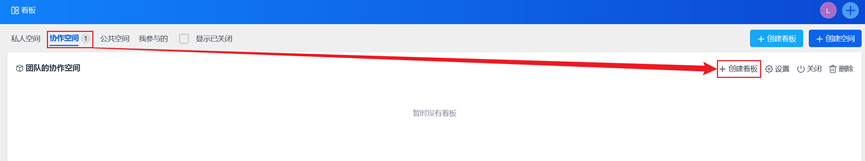 看板
L
私人空间 协作空间 1 公共空间 我参与的 显示已关闭 + 创建看板 + 创建空间
团队的协作空间 + 创建看板 设置 关闭 删除
暂时没有看板